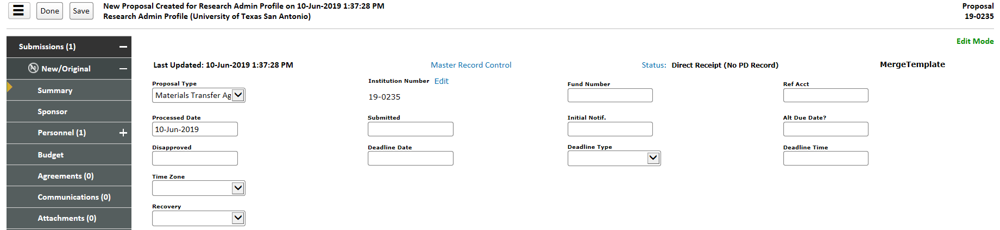 Done
Save
New Proposal Created for Research Admin Profile on 10-Jun-2019 1:37:28 PM
Research Admin Profile (University of Texas San Antonio)
Proposal
19-0235
Edit Mode
Submissions (1)
New/Original
Summary
Sponsor
Personnel (1)
Budget
Agreements (0)
Communications (0)
Attachments (0)
Last Updated: 10-Jun-2019 1:37:28 PM
Master Record Control
Status: Direct Receipt (No PD Record)
MergeTemplate
Proposal Type
Materials Transfer Ag
Institution Number Edit
19-0235
Fund Number
Ref Acct
Processed Date
10-Jun-2019
Submitted
Initial Notif.
Alt Due Date?
Disapproved
Deadline Date
Deadline Type
Deadline Time
Time Zone
Recovery